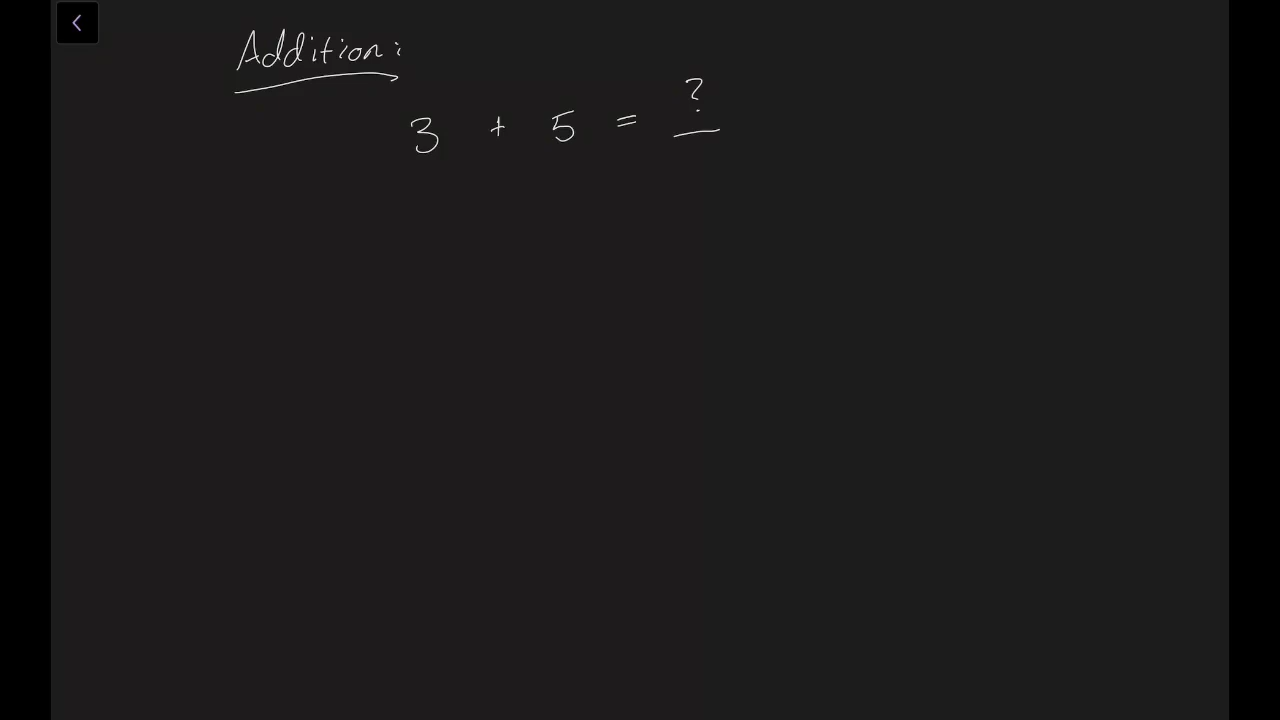 Addition:
3 + 5 = ?